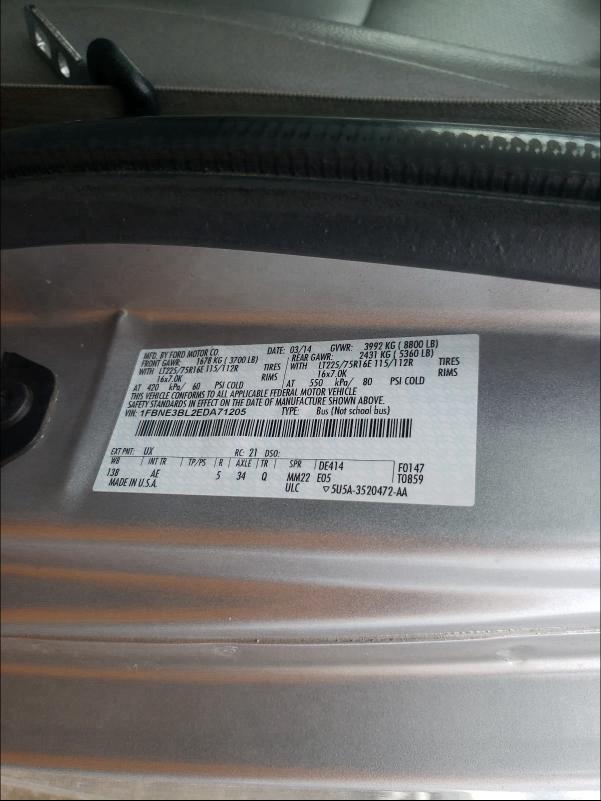 MFD. BY FORD MOTOR CO. DATE: 03/14 GVWR: 3992 KG ( 8800 LB)
FRONT GAWR: 1678 KG ( 3700 LB) REAR GAWR: 2431 KG ( 5360 LB)
WITH LT225/75R16E 115/112R TIRES WITH LT225/75R16E 115/112R TIRES
16x7.0K RIMS 16x7.0K RIMS
AT 420 kPa/ 60 PSI COLD AT 550 kPa/ 80 PSI COLD
THIS VEHICLE CONFORMS TO ALL APPLICABLE FEDERAL MOTOR VEHICLE
SAFETY STANDARDS IN EFFECT ON THE DATE OF MANUFACTURE SHOWN ABOVE.
VIN: 1FBNE3BL2EDA71205 TYPE: Bus (Not school bus)
EXT PNT: UX RC: 21 DSO:
WB INT TR TP/PS R AXLE TR SPR DE414 F0147
138 AE 5 34 Q MM22 E05 T0859
MADE IN U.S.A. ULC ▽5U5A-3520472-AA